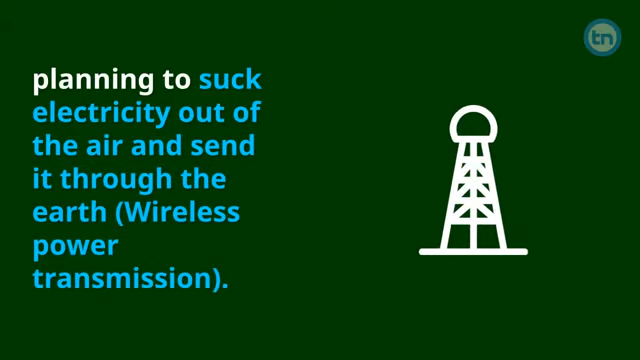 tn
planning to suck
electricity out of
the air and send
it through the
earth (Wireless
power
transmission).